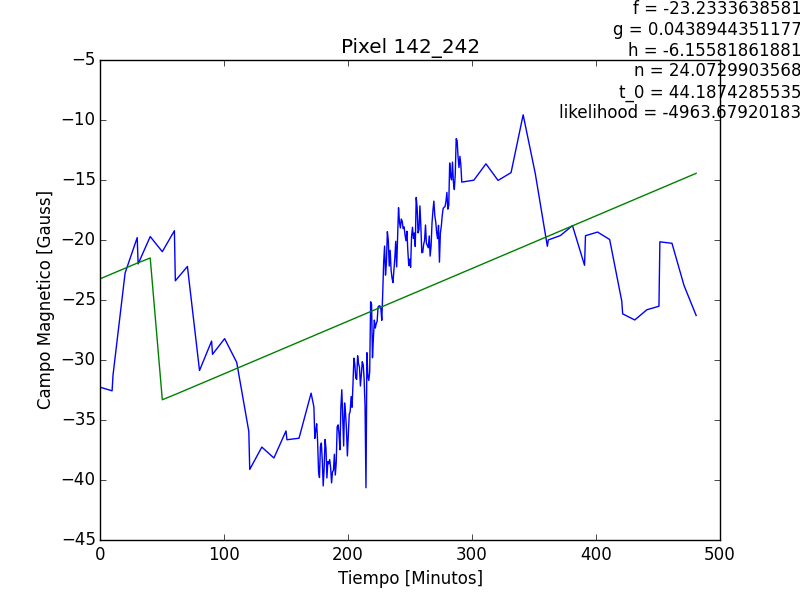 f = -23.2333638581
g = 0.0438944351177
h = -6.15581861881
n = 24.0729903568
t_0 = 44.1874285535
likelihood = -4963.67920183
Pixel 142_242
−5
−10
−15
−20
−25
−30
−35
−40
−45
Campo Magnetico [Gauss]
0 100 200 300 400 500
Tiempo [Minutos]